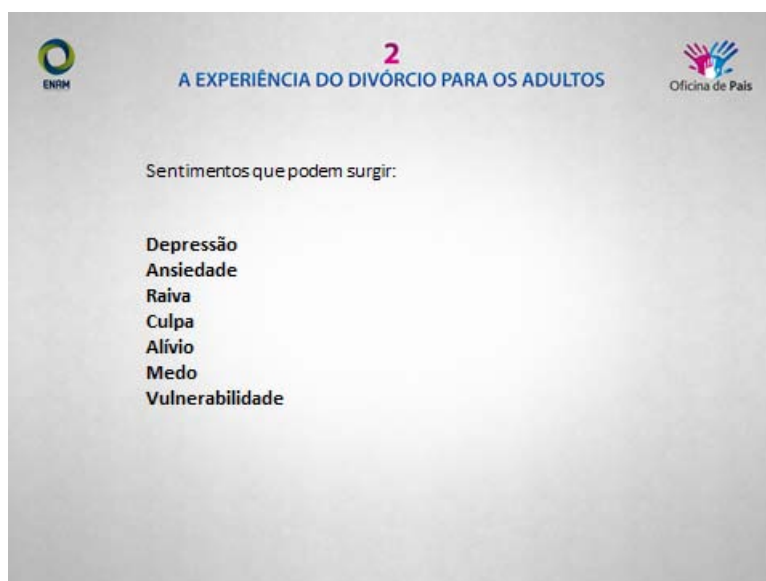 ENAM
2
A EXPERIÊNCIA DO DIVÓRCIO PARA OS ADULTOS
Oficina de Pais
Sentimentos que podem surgir:
Depressão
Ansiedade
Raiva
Culpa
Alívio
Medo
Vulnerabilidade